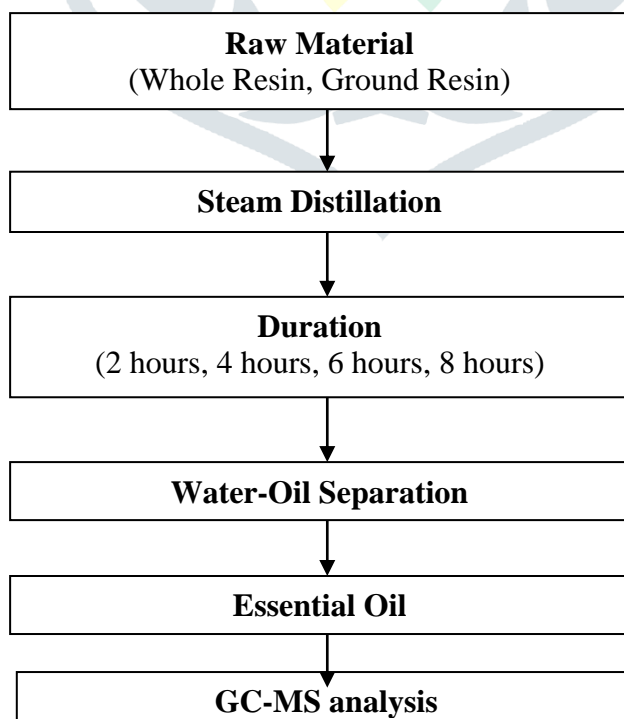 Raw Material
(Whole Resin, Ground Resin)
Steam Distillation
Duration
(2 hours, 4 hours, 6 hours, 8 hours)
Water-Oil Separation
Essential Oil
GC-MS analysis